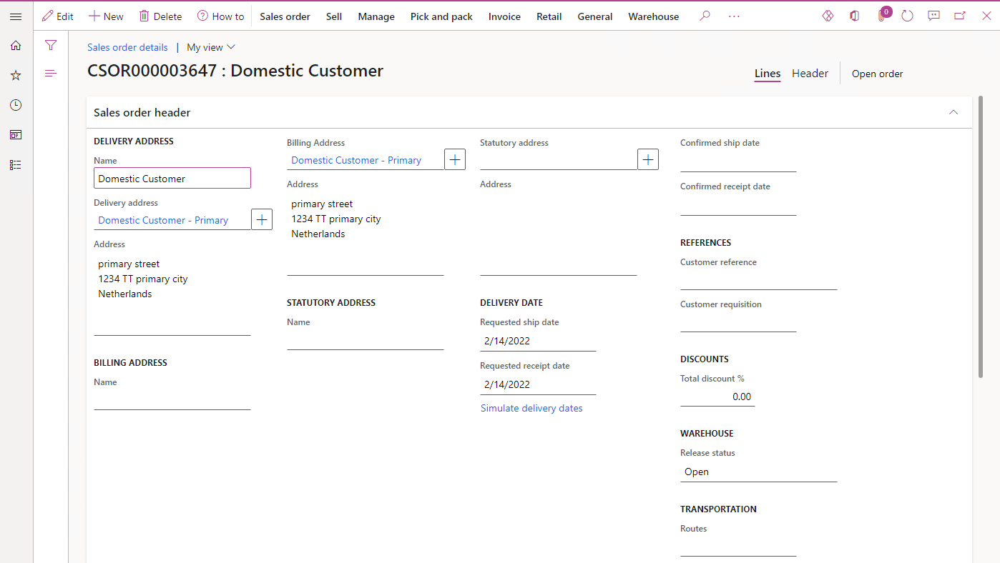 Edit
New
Delete
How to
Sales order
Sell
Manage
Pick and pack
Invoice
Retail
General
Warehouse
0
Sales order details | My view
CSOR000003647 : Domestic Customer
Lines
Header
Open order
Sales order header
DELIVERY ADDRESS
Name
Domestic Customer
Delivery address
Domestic Customer - Primary
Address
primary street
1234 TT primary city
Netherlands
BILLING ADDRESS
Name
Billing Address
Domestic Customer - Primary
Address
primary street
1234 TT primary city
Netherlands
STATUTORY ADDRESS
Name
Statutory address
Address
DELIVERY DATE
Requested ship date
2/14/2022
Requested receipt date
2/14/2022
Simulate delivery dates
Confirmed ship date
Confirmed receipt date
REFERENCES
Customer reference
Customer requisition
DISCOUNTS
Total discount %
0.00
WAREHOUSE
Release status
Open
TRANSPORTATION
Routes